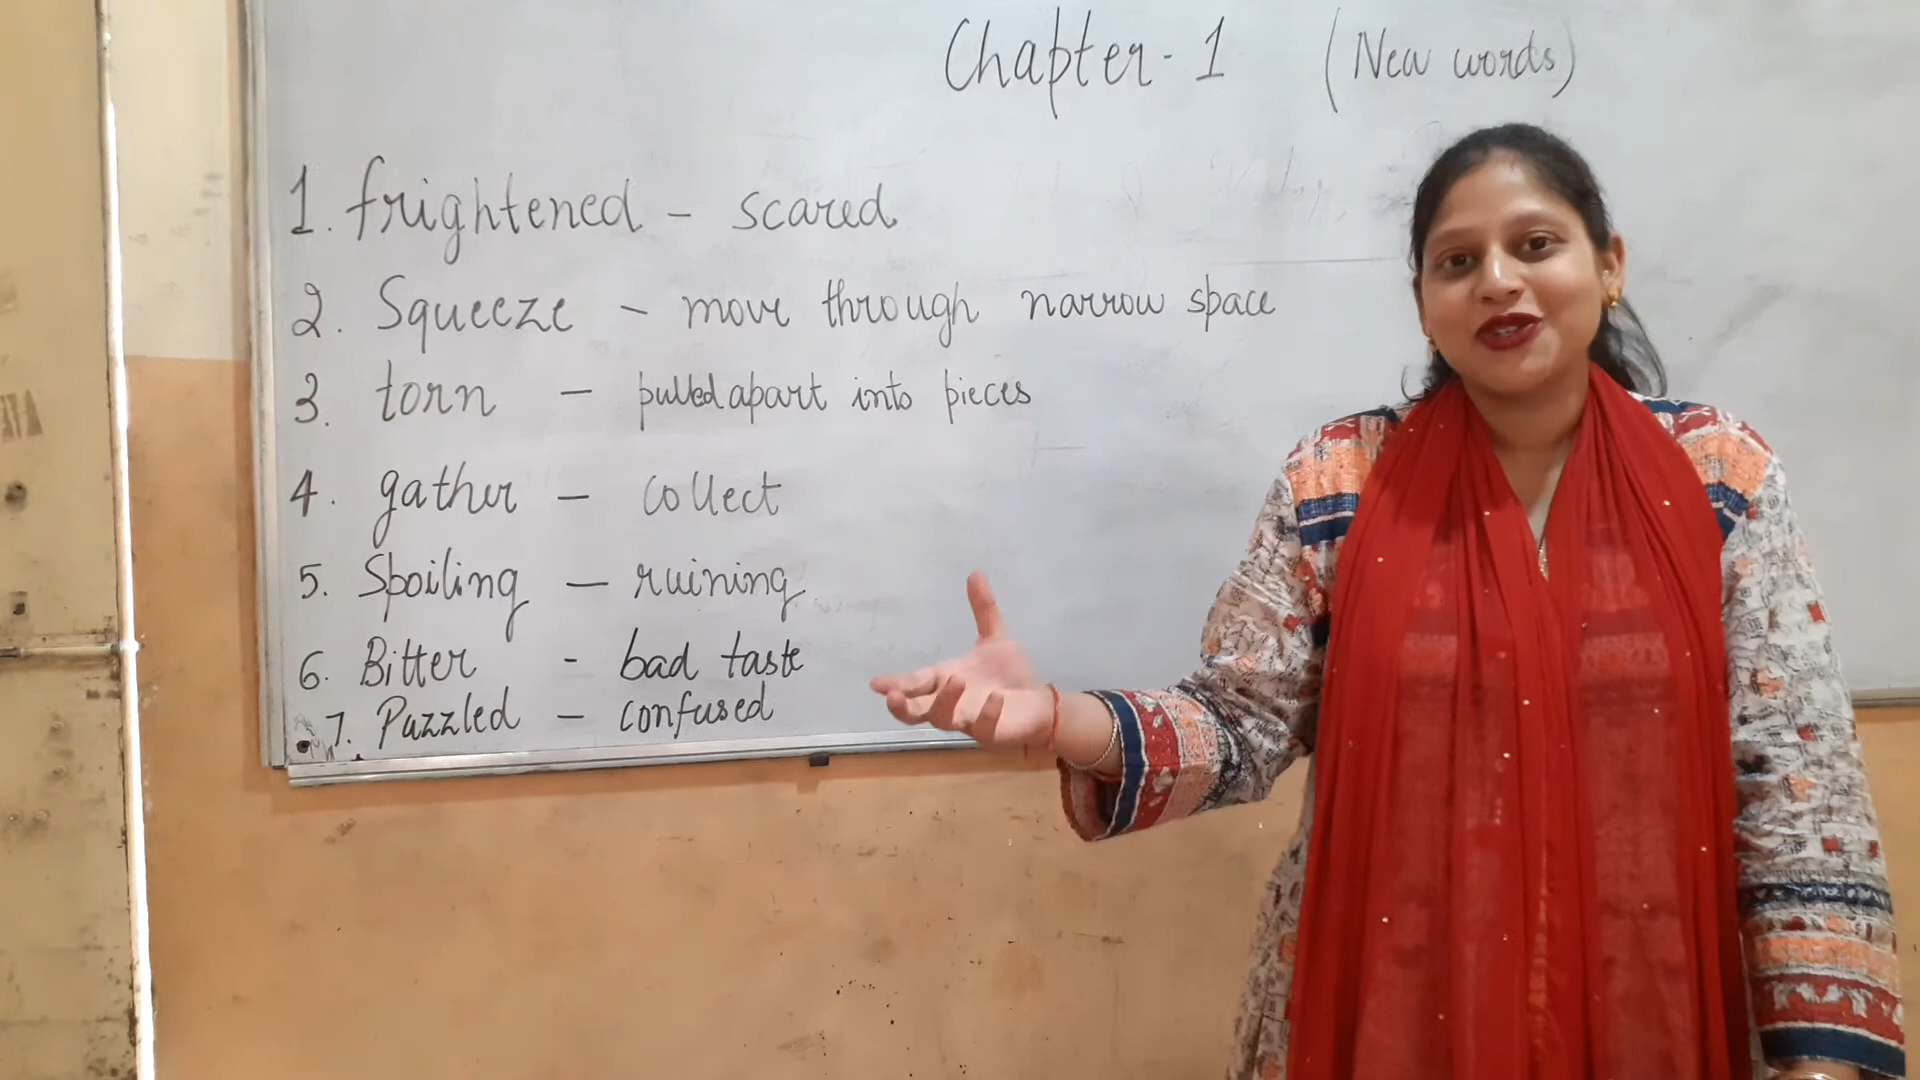 Chapter-1 (New words)
1. frightened - scared
2. Squeeze - move through narrow space
3. torn - pulled apart into pieces
4. gather - collect
5. Spoiling - ruining
6. Bitter - bad taste
7. Puzzled - confused